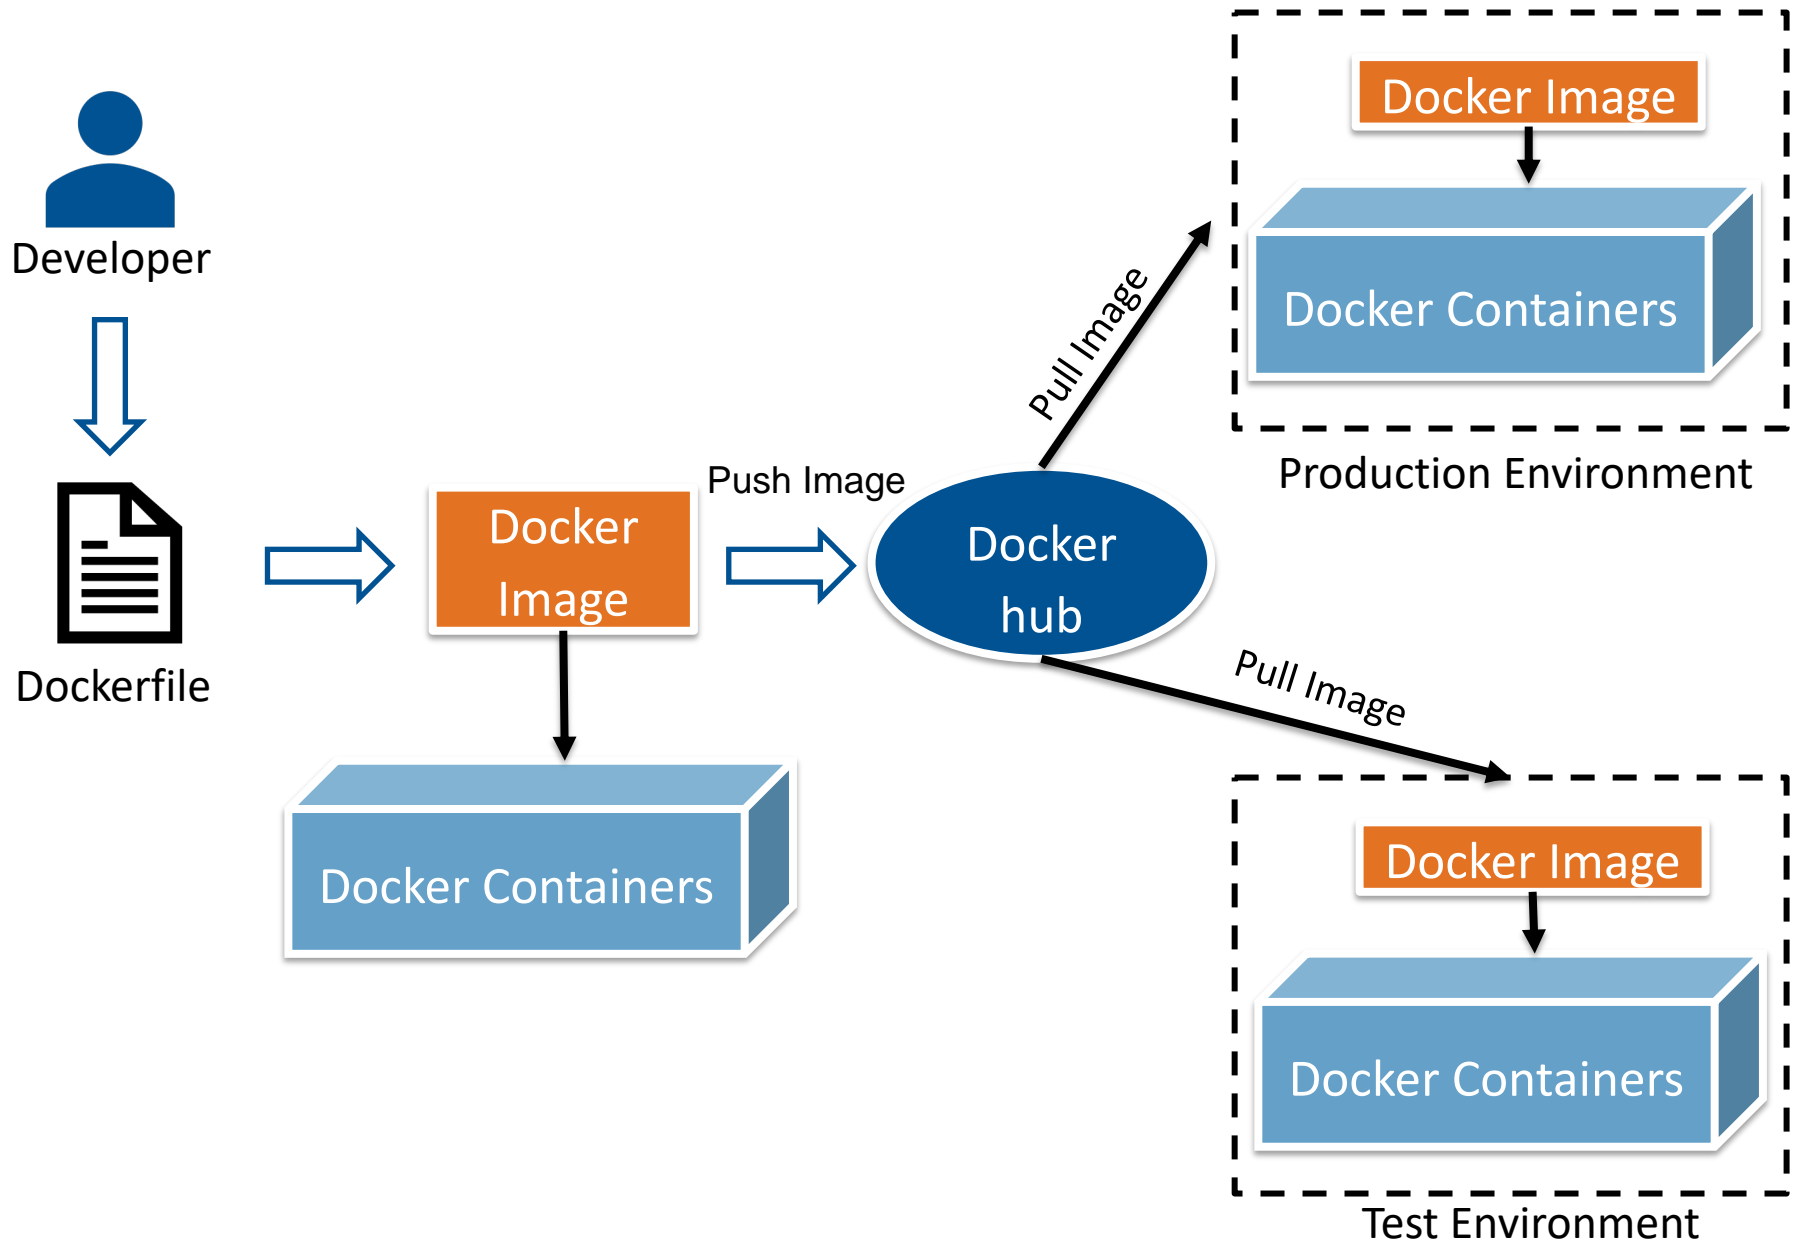 Developer
Dockerfile
Docker
Image
Docker Containers
Push Image
Docker
hub
Pull Image
Docker Image
Docker Containers
Production Environment
Pull Image
Docker Image
Docker Containers
Test Environment